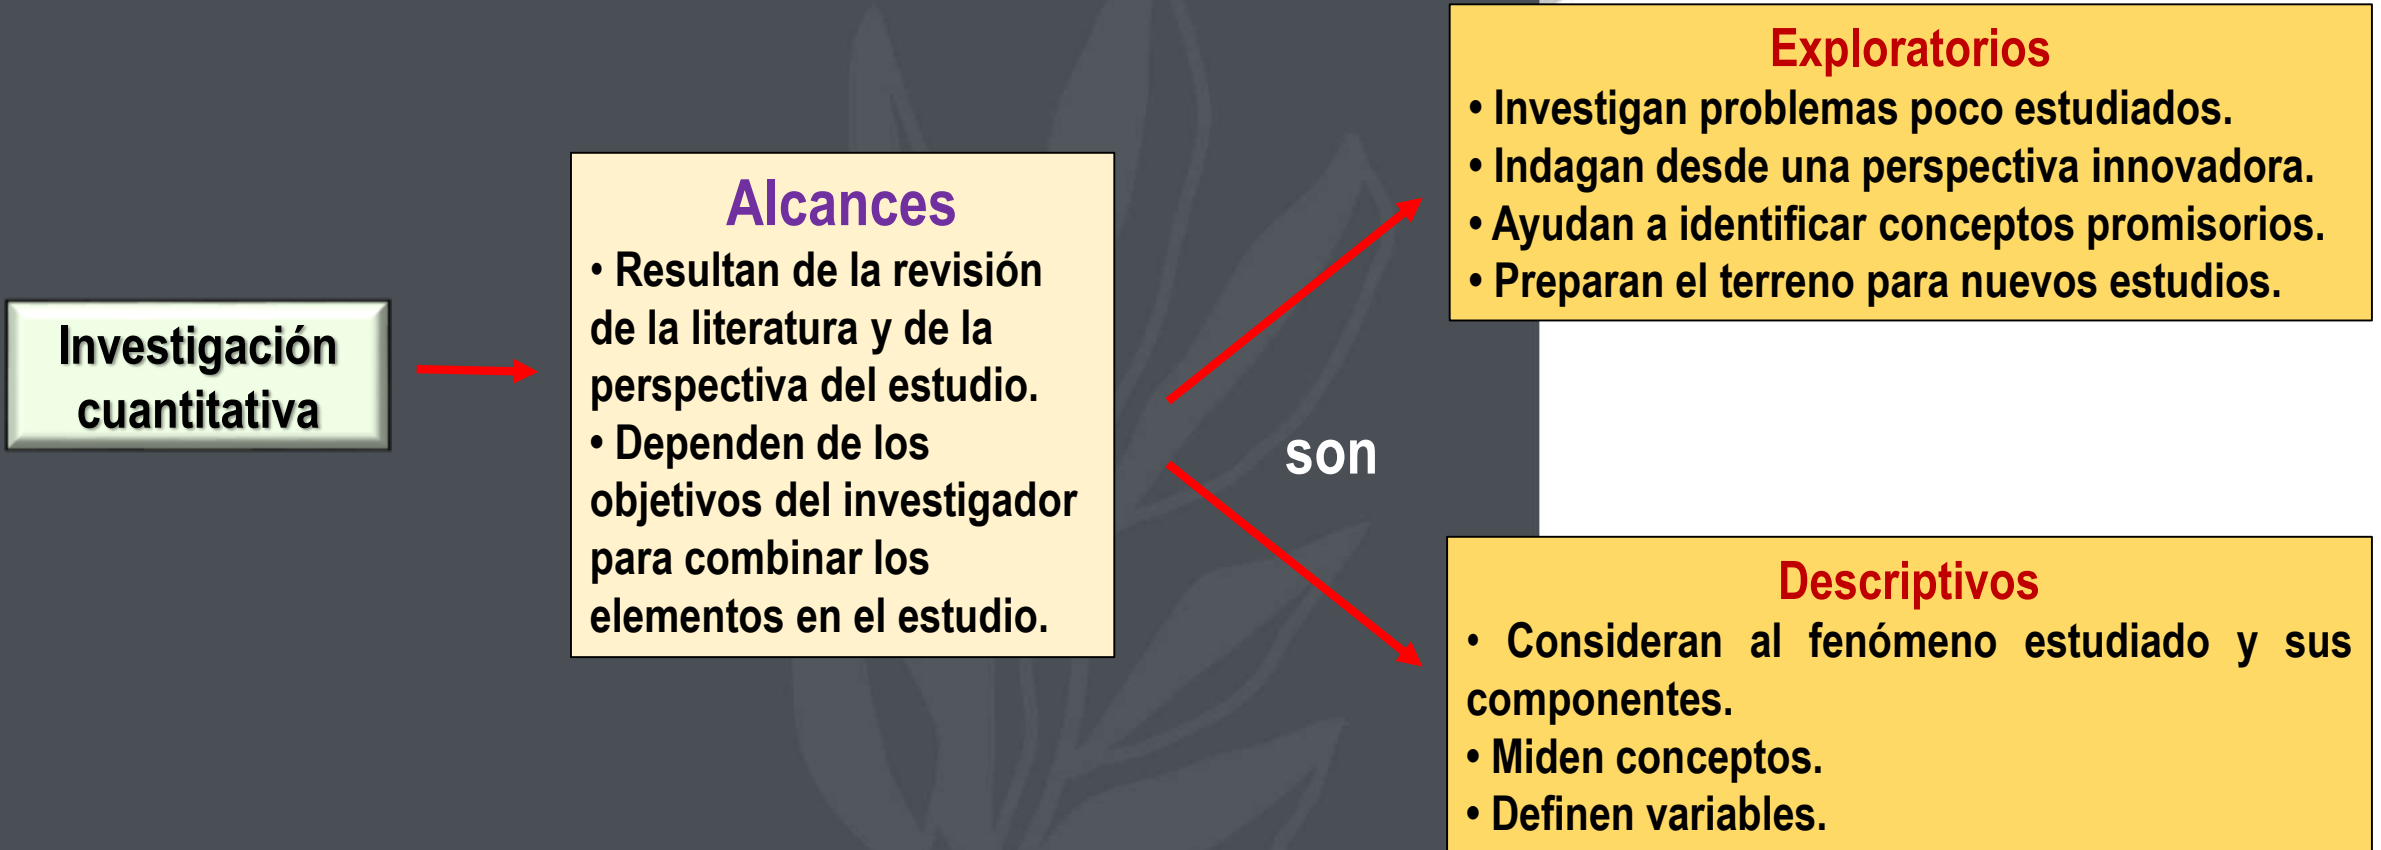 Investigación
cuantitativa
Alcances
• Resultan de la revisión
de la literatura y de la
perspectiva del estudio.
• Dependen de los
objetivos del investigador
para combinar los
elementos en el estudio.
son
Exploratorios
• Investigan problemas poco estudiados.
• Indagan desde una perspectiva innovadora.
• Ayudan a identificar conceptos promisorios.
• Preparan el terreno para nuevos estudios.
Descriptivos
• Consideran al fenómeno estudiado y sus
componentes.
• Miden conceptos.
• Definen variables.